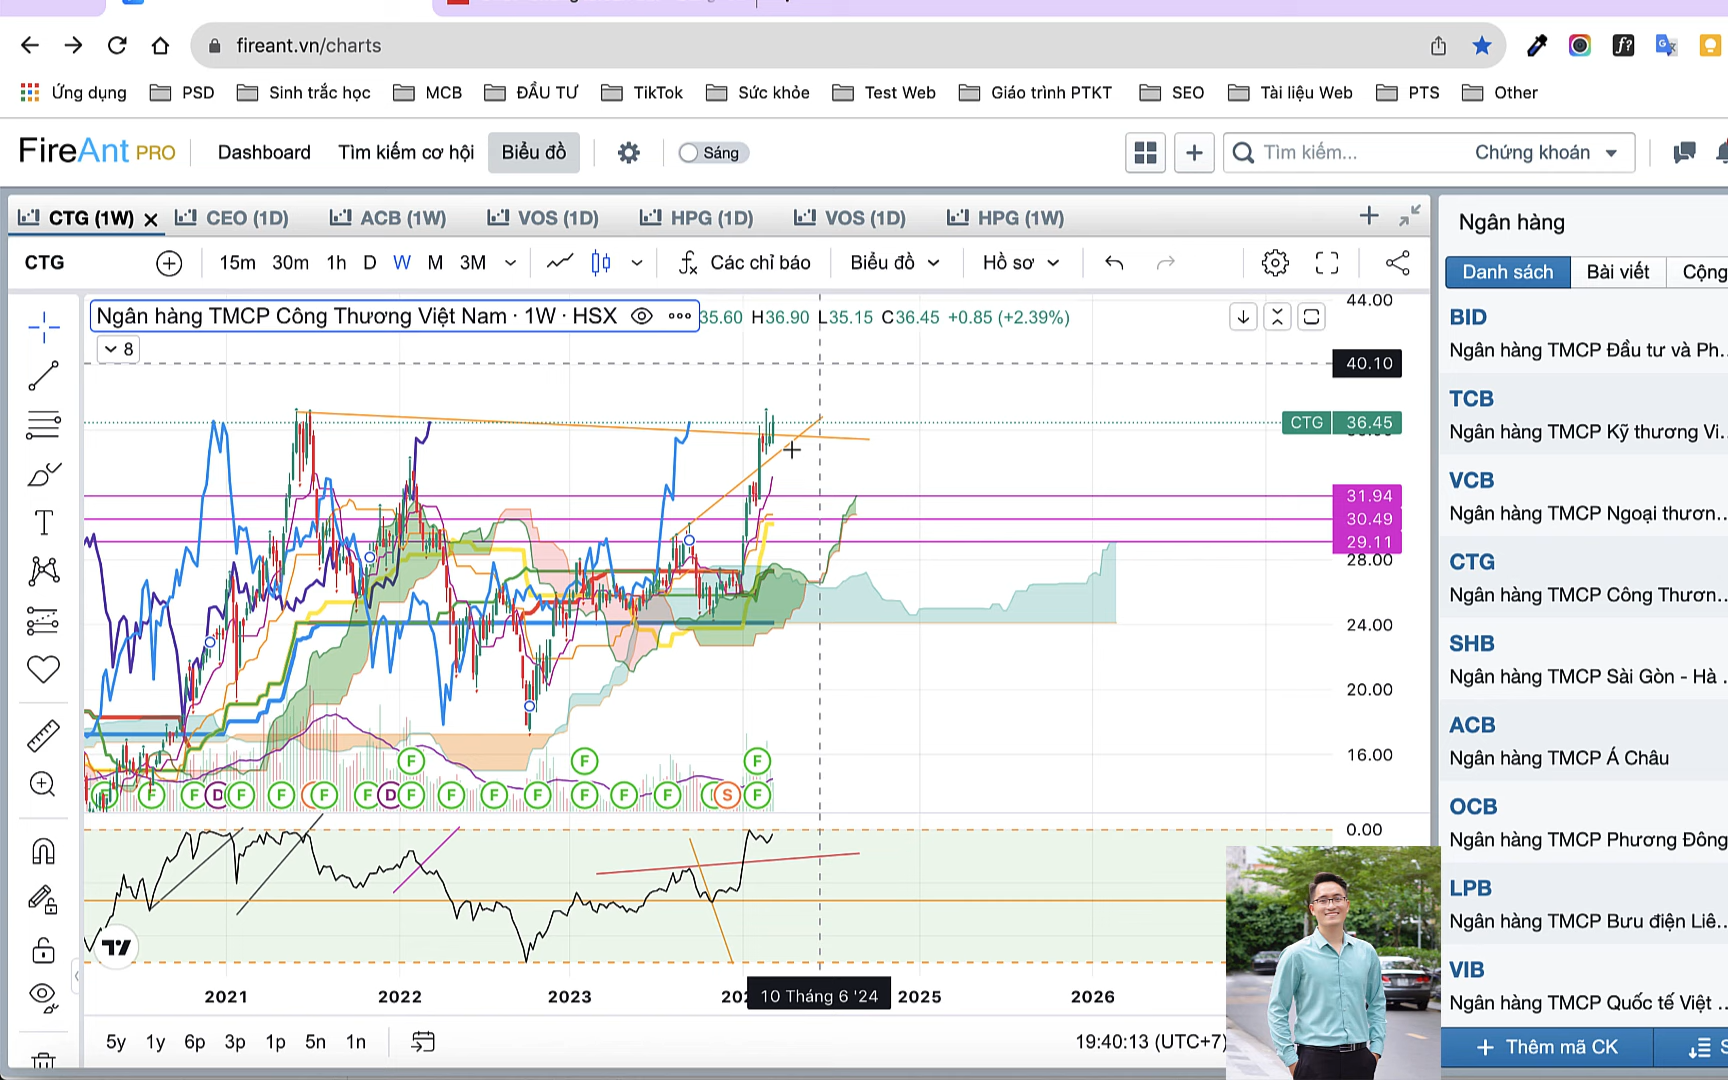 fireant.vn/charts
Ứng dụng PSD Sinh trắc học MCB ĐẦU TƯ TikTok Sức khỏe Test Web Giáo trình PTKT SEO Tài liệu Web PTS Other
FireAnt PRO Dashboard Tìm kiếm cơ hội Biểu đồ Sáng Tìm kiếm... Chứng khoán
CTG (1W) CEO (1D) ACB (1W) VOS (1D) HPG (1D) VOS (1D) HPG (1W)
CTG 15m 30m 1h D W M 3M Các chỉ báo Biểu đồ Hồ sơ
Ngân hàng TMCP Công Thương Việt Nam · 1W · HSX 35.60 H36.90 L35.15 C36.45 +0.85 (+2.39%)
8
44.00
40.10
CTG 36.45
31.94
30.49
29.11
28.00
24.00
20.00
16.00
F F F
F F D F F F F D F F F F F F F S F
0.00
2021 2022 2023 10 Tháng 6 '24 2025 2026
5y 1y 6p 3p 1p 5n 1n 19:40:13 (UTC+7)
Ngân hàng
Danh sách Bài viết Cộng
BID
Ngân hàng TMCP Đầu tư và Ph...
TCB
Ngân hàng TMCP Kỹ thương Vi...
VCB
Ngân hàng TMCP Ngoại thươn...
CTG
Ngân hàng TMCP Công Thươn...
SHB
Ngân hàng TMCP Sài Gòn - Hà ...
ACB
Ngân hàng TMCP Á Châu
OCB
Ngân hàng TMCP Phương Đông
LPB
Ngân hàng TMCP Bưu điện Liê...
VIB
Ngân hàng TMCP Quốc tế Việt ...
+ Thêm mã CK